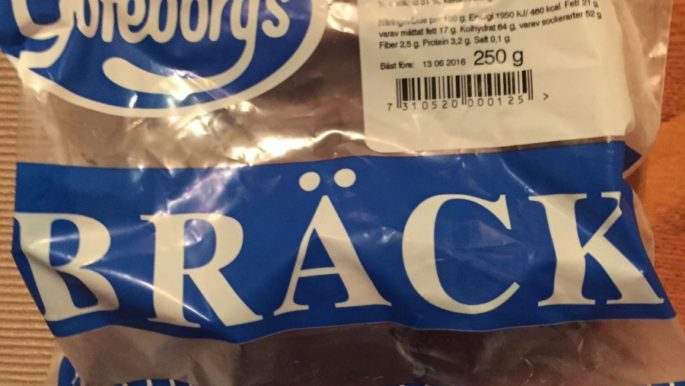 Göteborgs
Näringsvärde per 100 g. Energi 1950 kJ/ 460 kcal. Fett 21 g,
varav mättat fett 17 g. Kolhydrat 64 g, varav sockerarter 52 g
Fiber 2,5 g. Protein 3,2 g. Salt 0,1 g.
Bäst före: 13 06 2016 250 g
7 310520 000125 >
BRÄCK